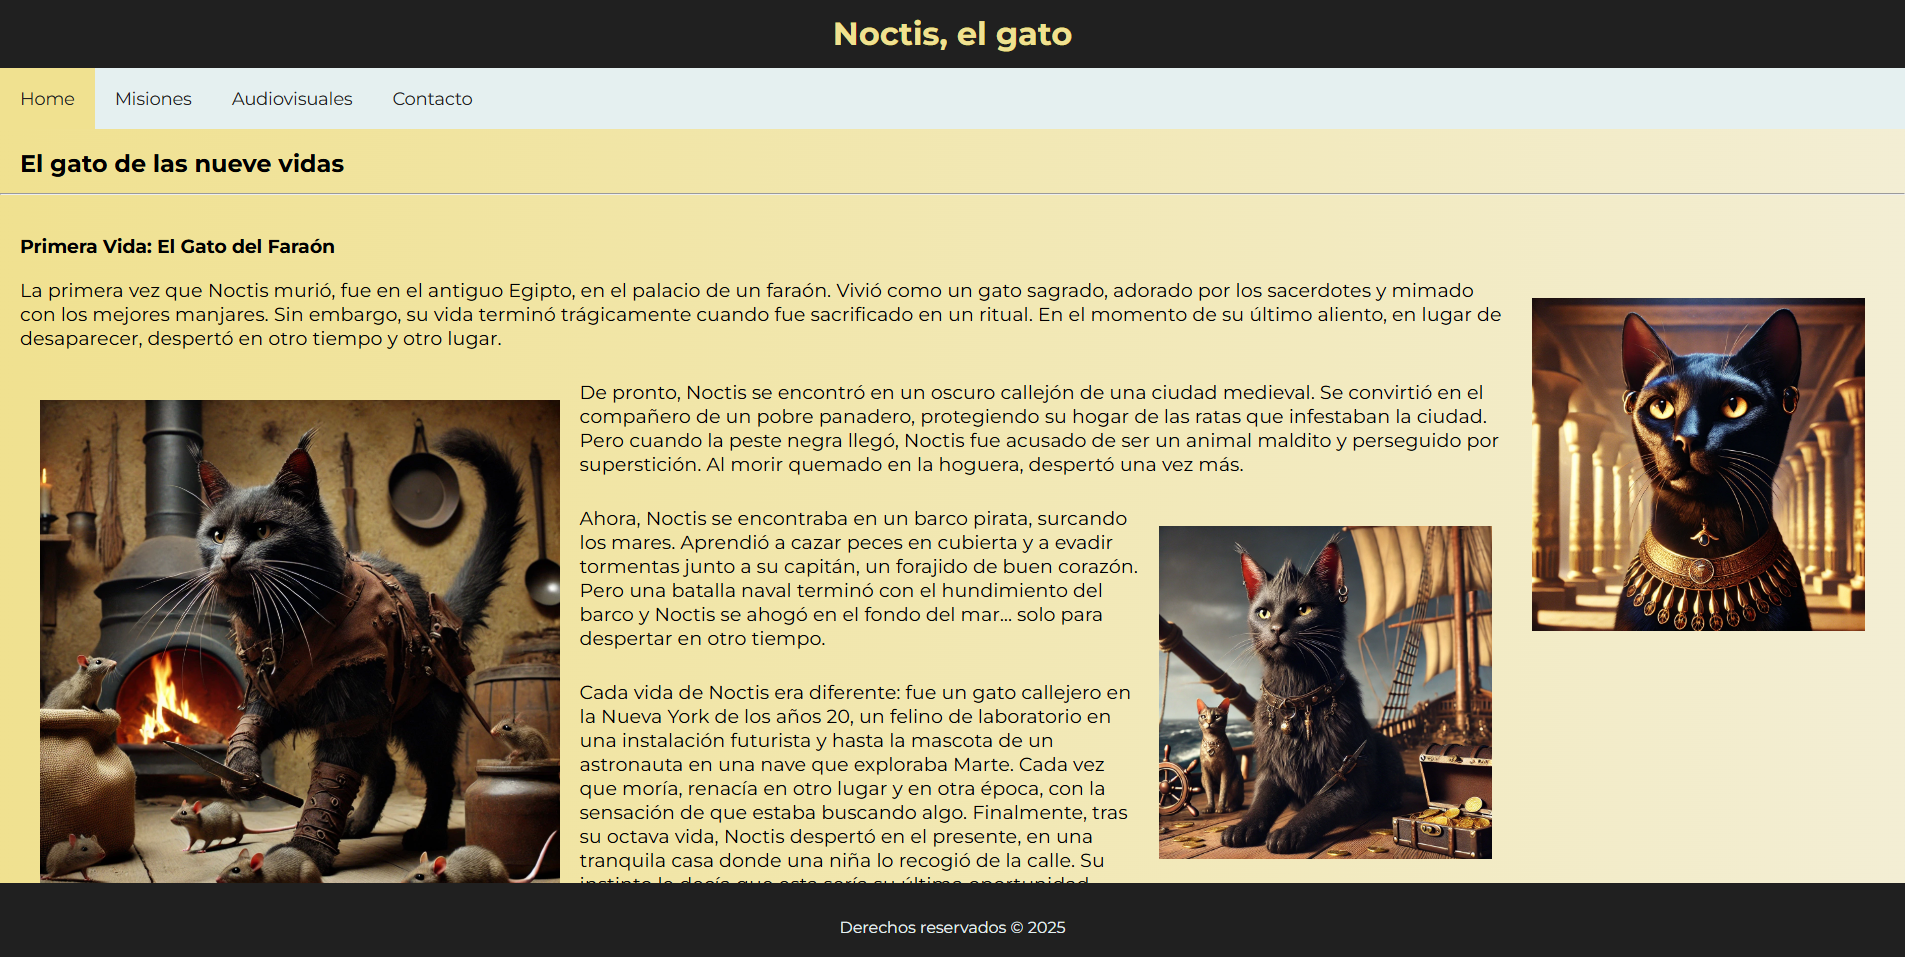 Noctis, el gato
Home
Misiones
Audiovisuales
Contacto
El gato de las nueve vidas
Primera Vida: El Gato del Faraón
La primera vez que Noctis murió, fue en el antiguo Egipto, en el palacio de un faraón. Vivió como un gato sagrado, adorado por los sacerdotes y mimado
con los mejores manjares. Sin embargo, su vida terminó trágicamente cuando fue sacrificado en un ritual. En el momento de su último aliento, en lugar de
desaparecer, despertó en otro tiempo y otro lugar.
De pronto, Noctis se encontró en un oscuro callejón de una ciudad medieval. Se convirtió en el
compañero de un pobre panadero, protegiendo su hogar de las ratas que infestaban la ciudad.
Pero cuando la peste negra llegó, Noctis fue acusado de ser un animal maldito y perseguido por
superstición. Al morir quemado en la hoguera, despertó una vez más.
Ahora, Noctis se encontraba en un barco pirata, surcando
los mares. Aprendió a cazar peces en cubierta y a evadir
tormentas junto a su capitán, un forajido de buen corazón.
Pero una batalla naval terminó con el hundimiento del
barco y Noctis se ahogó en el fondo del mar... solo para
despertar en otro tiempo.
Cada vida de Noctis era diferente: fue un gato callejero en
la Nueva York de los años 20, un felino de laboratorio en
una instalación futurista y hasta la mascota de un
astronauta en una nave que exploraba Marte. Cada vez
que moría, renacía en otro lugar y en otra época, con la
sensación de que estaba buscando algo. Finalmente, tras
su octava vida, Noctis despertó en el presente, en una
tranquila casa donde una niña lo recogió de la calle. Su
Derechos reservados © 2025